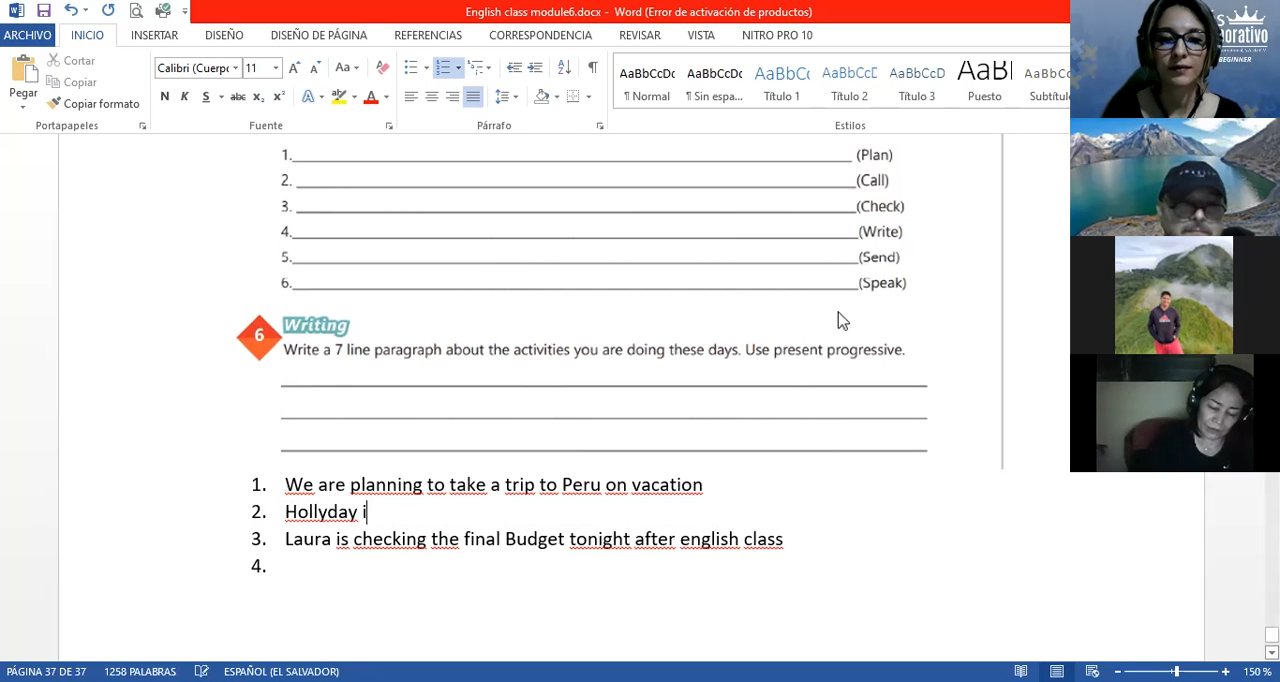 English class module6.docx - Word (Error de activación de productos)
ARCHIVO INICIO INSERTAR DISEÑO DISEÑO DE PÁGINA REFERENCIAS CORRESPONDENCIA REVISAR VISTA NITRO PRO 10
Pegar
Cortar
Copiar
Copiar formato
Portapapeles
Calibri (Cuerpo 11
Fuente
Párrafo
AaBbCcDc AaBbCcDc AaBbCc AaBbCcD AaBbCcD AaBl AaBbCcD
¶ Normal ¶ Sin espa... Título 1 Título 2 Título 3 Puesto Subtítulo
Estilos
BEGINNER
1. (Plan)
2. (Call)
3. (Check)
4. (Write)
5. (Send)
6. (Speak)
6 Writing
Write a 7 line paragraph about the activities you are doing these days. Use present progressive.
1. We are planning to take a trip to Peru on vacation
2. Hollyday i
3. Laura is checking the final Budget tonight after english class
4.
PÁGINA 37 DE 37 1258 PALABRAS ESPAÑOL (EL SALVADOR) 150 %